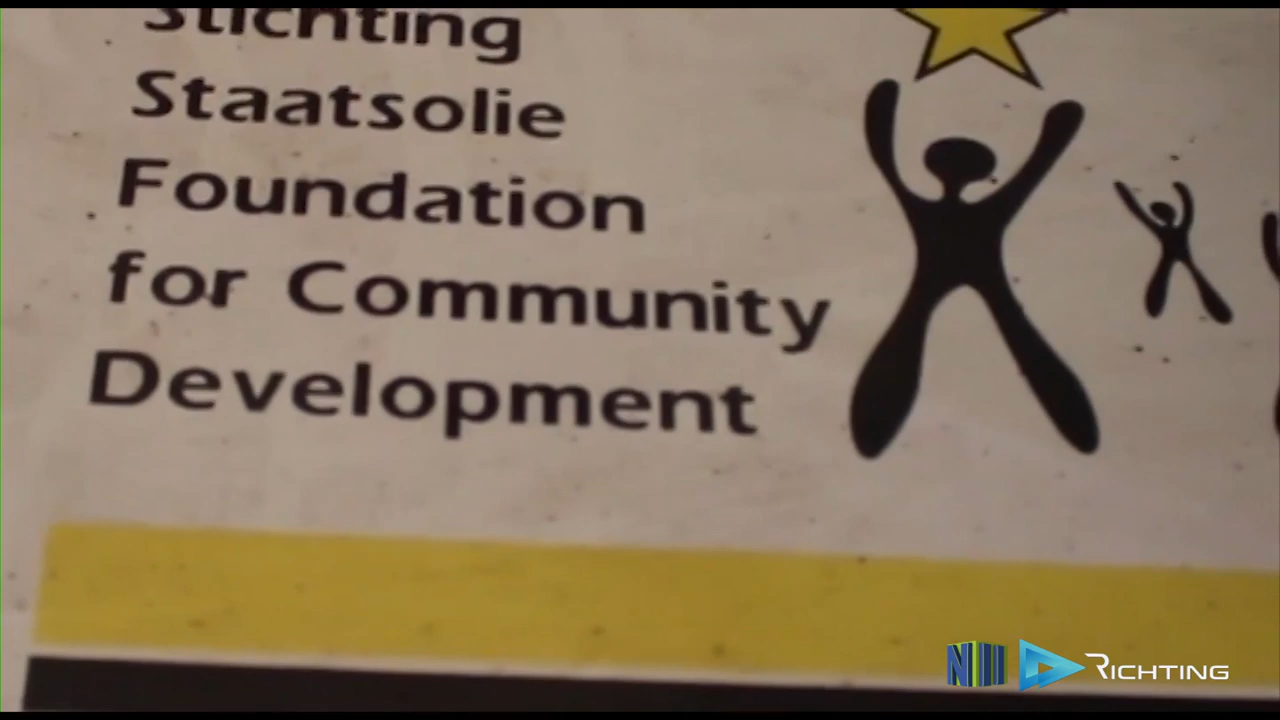 Stichting
Staatsolie
Foundation
for Community
Development
N
RICHTING